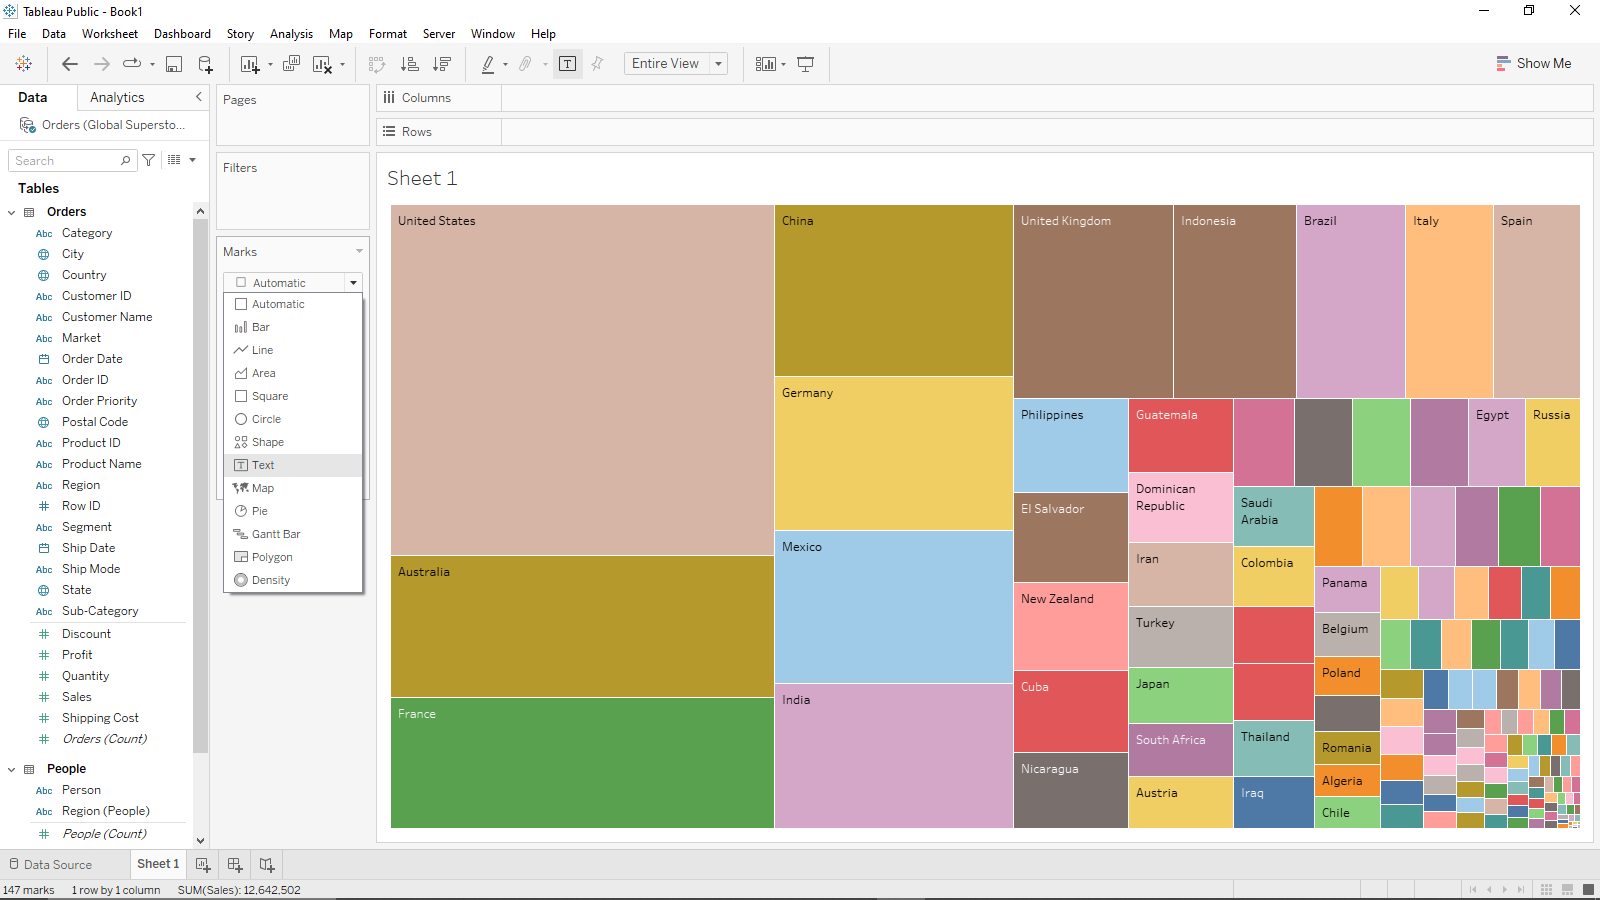 Tableau Public - Book1
File Data Worksheet Dashboard Story Analysis Map Format Server Window Help
Entire View
Show Me
Data Analytics
Orders (Global Supersto...
Search
Tables
Orders
Abc Category
City
Country
Abc Customer ID
Abc Customer Name
Abc Market
Order Date
Abc Order ID
Abc Order Priority
Postal Code
Abc Product ID
Abc Product Name
Abc Region
# Row ID
Abc Segment
Ship Date
Abc Ship Mode
State
Abc Sub-Category
# Discount
# Profit
# Quantity
# Sales
# Shipping Cost
# Orders (Count)
People
Abc Person
Abc Region (People)
# People (Count)
Pages
Filters
Marks
Automatic
Automatic
Bar
Line
Area
Square
Circle
Shape
T Text
Map
Pie
Gantt Bar
Polygon
Density
Columns
Rows
Sheet 1
United States
Australia
France
China
Germany
Mexico
India
United Kingdom
Indonesia
Brazil
Italy
Spain
Philippines
El Salvador
New Zealand
Cuba
Nicaragua
Guatemala
Dominican
Republic
Iran
Turkey
Japan
South Africa
Austria
Egypt
Russia
Saudi
Arabia
Colombia
Thailand
Iraq
Panama
Belgium
Poland
Romania
Algeria
Chile
Data Source Sheet 1
147 marks 1 row by 1 column SUM(Sales): 12,642,502